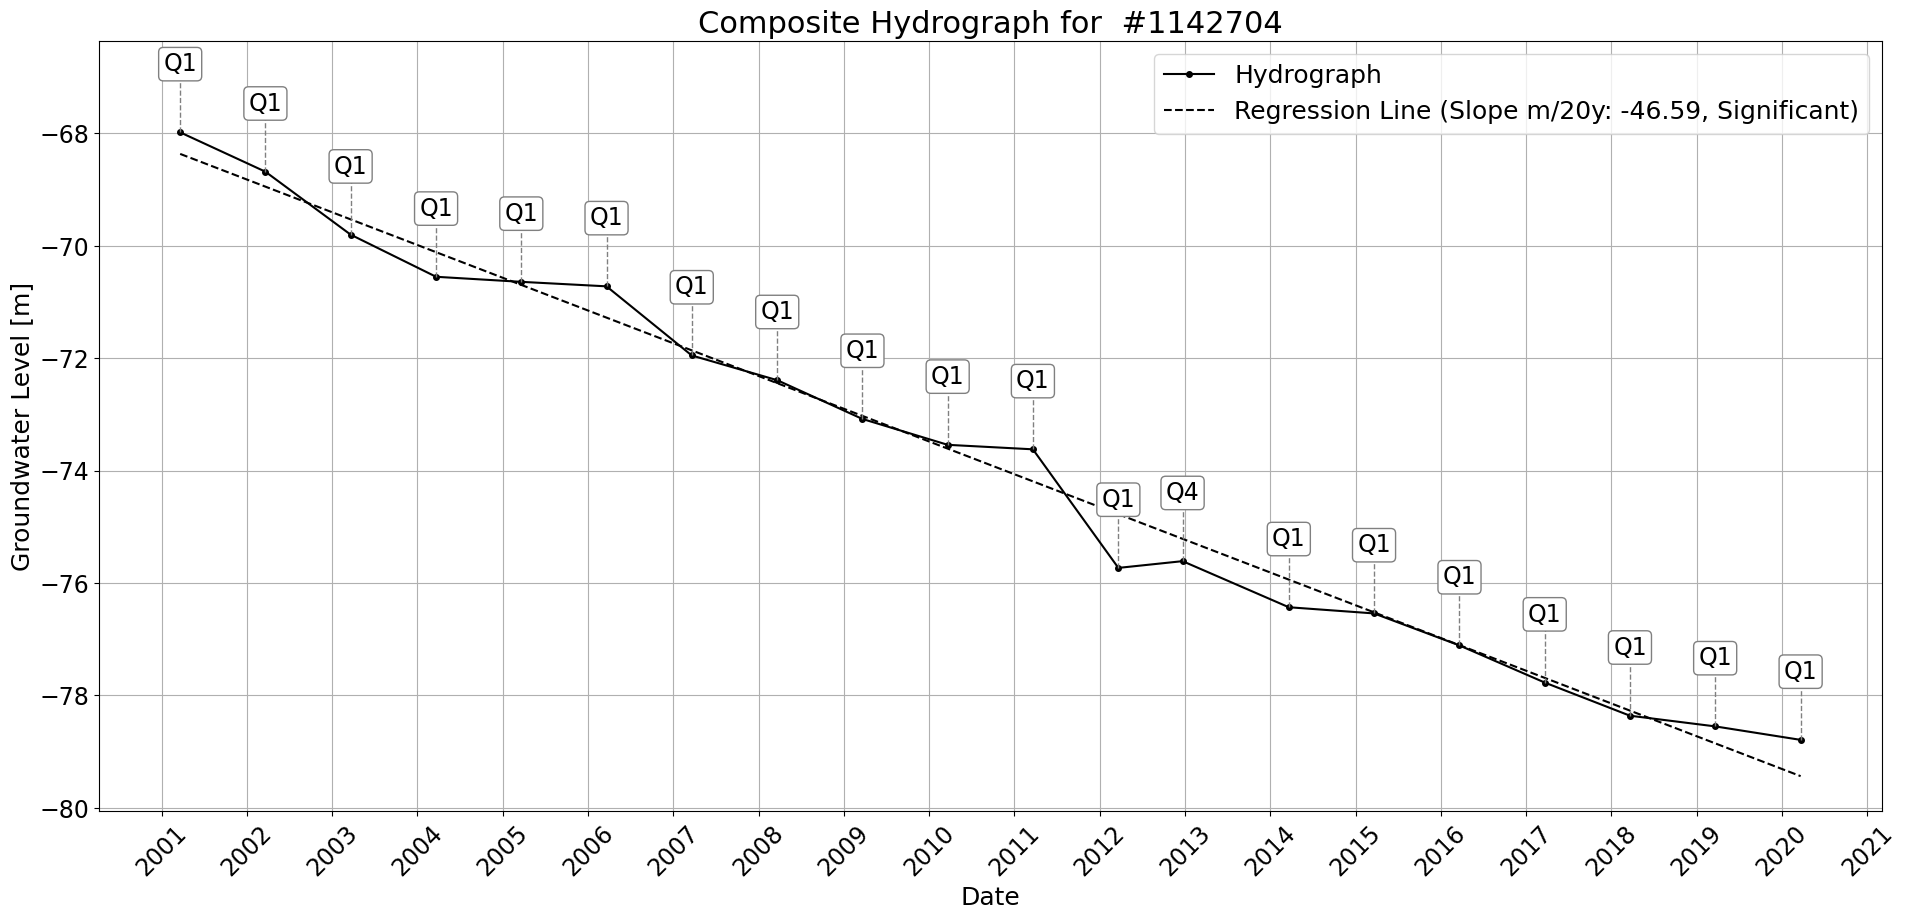 Composite Hydrograph for  #1142704
Hydrograph
Regression Line (Slope m/20y: -46.59, Significant)
Q1
Q1
Q1
Q1
Q1
Q1
Q1
Q1
Q1
Q1
Q1
Q1
Q4
Q1
Q1
Q1
Q1
Q1
Q1
Q1
−68
−70
−72
−74
−76
−78
−80
Groundwater Level [m]
2001
2002
2003
2004
2005
2006
2007
2008
2009
2010
2011
2012
2013
2014
2015
2016
2017
2018
2019
2020
2021
Date